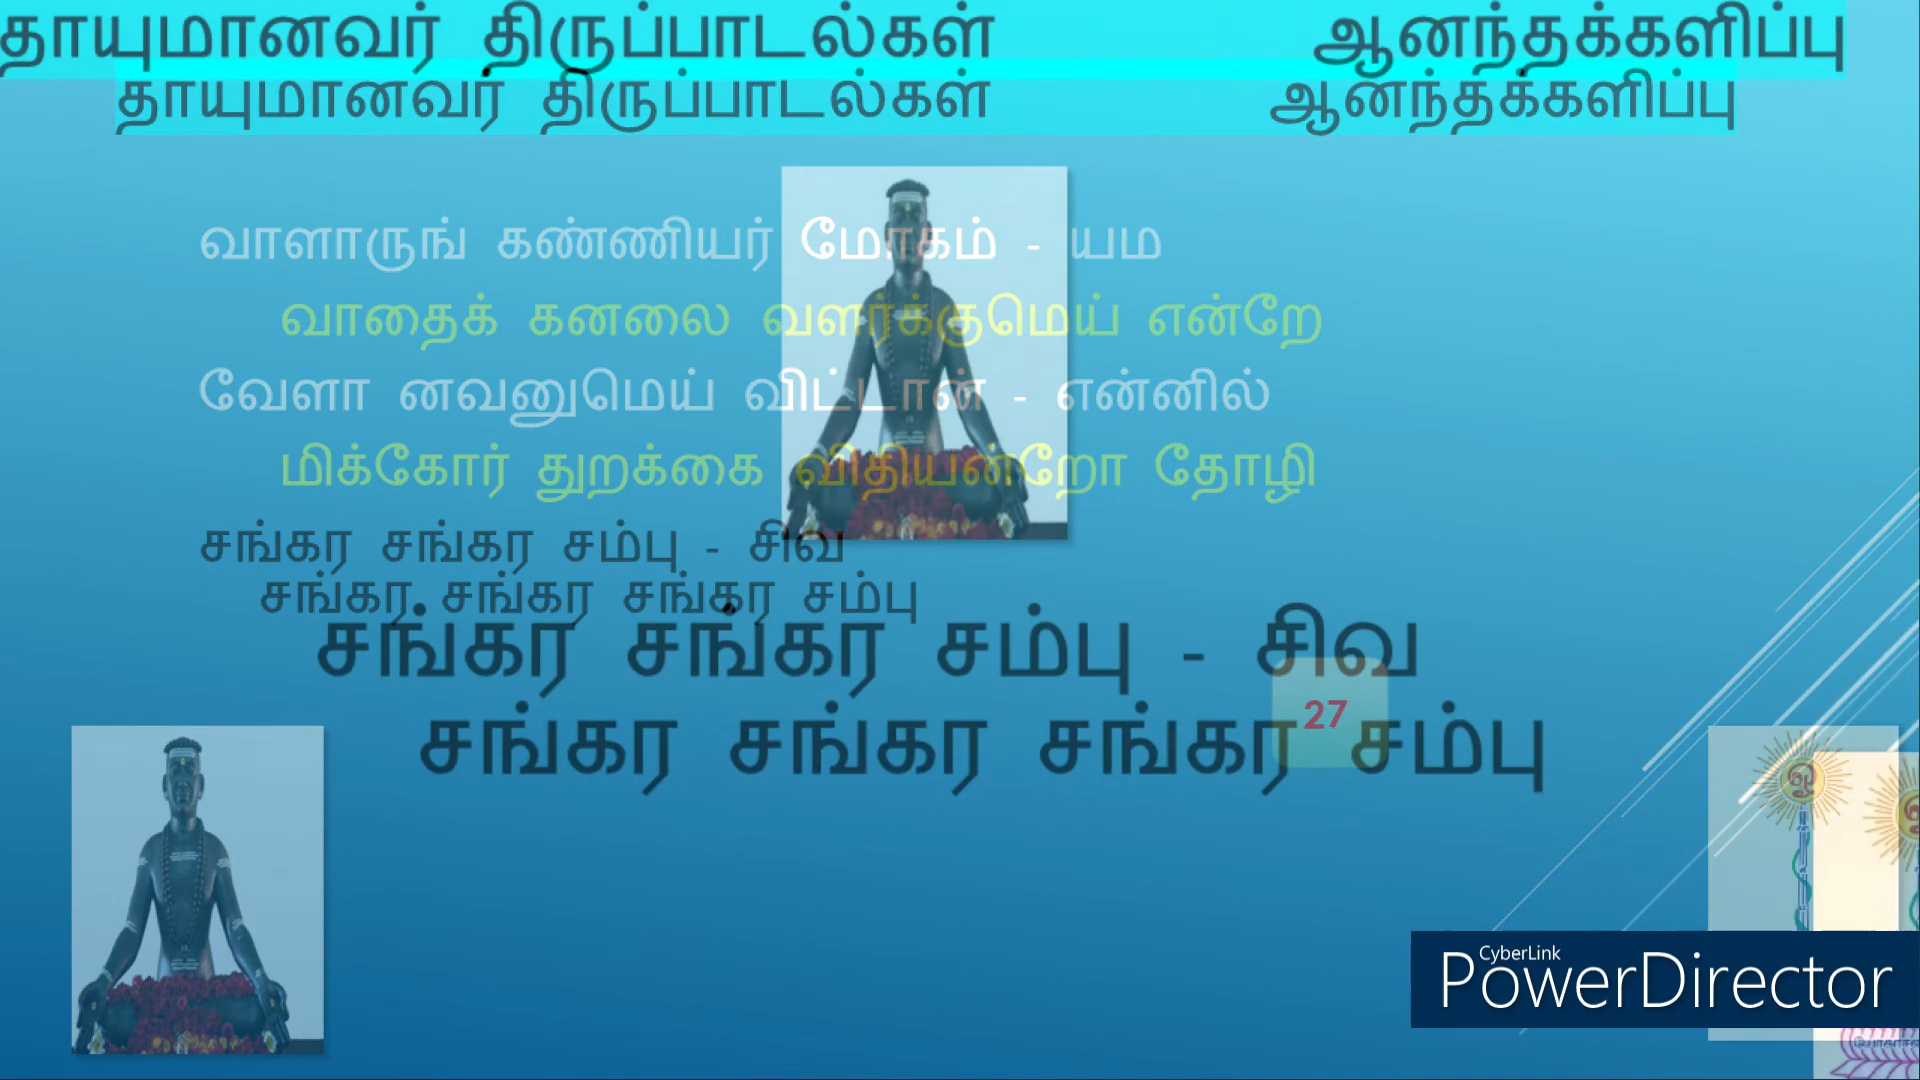 தாயுமானவர் திருப்பாடல்கள் ஆனந்தக்களிப்பு
தாயுமானவர் திருப்பாடல்கள் ஆனந்தக்களிப்பு
வாளாருங் கண்ணியர் மோகம் - யம
வாதைக் கனலை வளர்க்குமெய் என்றே
வேளா னவனுமெய் விட்டான் - என்னில்
மிக்கோர் துறக்கை விதியன்றோ தோழி
சங்கர சங்கர சம்பு - சிவ
சங்கர சங்கர சங்கர சம்பு
சங்கர சங்கர சம்பு - சிவ
சங்கர சங்கர சங்கர சம்பு
27
CyberLink
PowerDirector